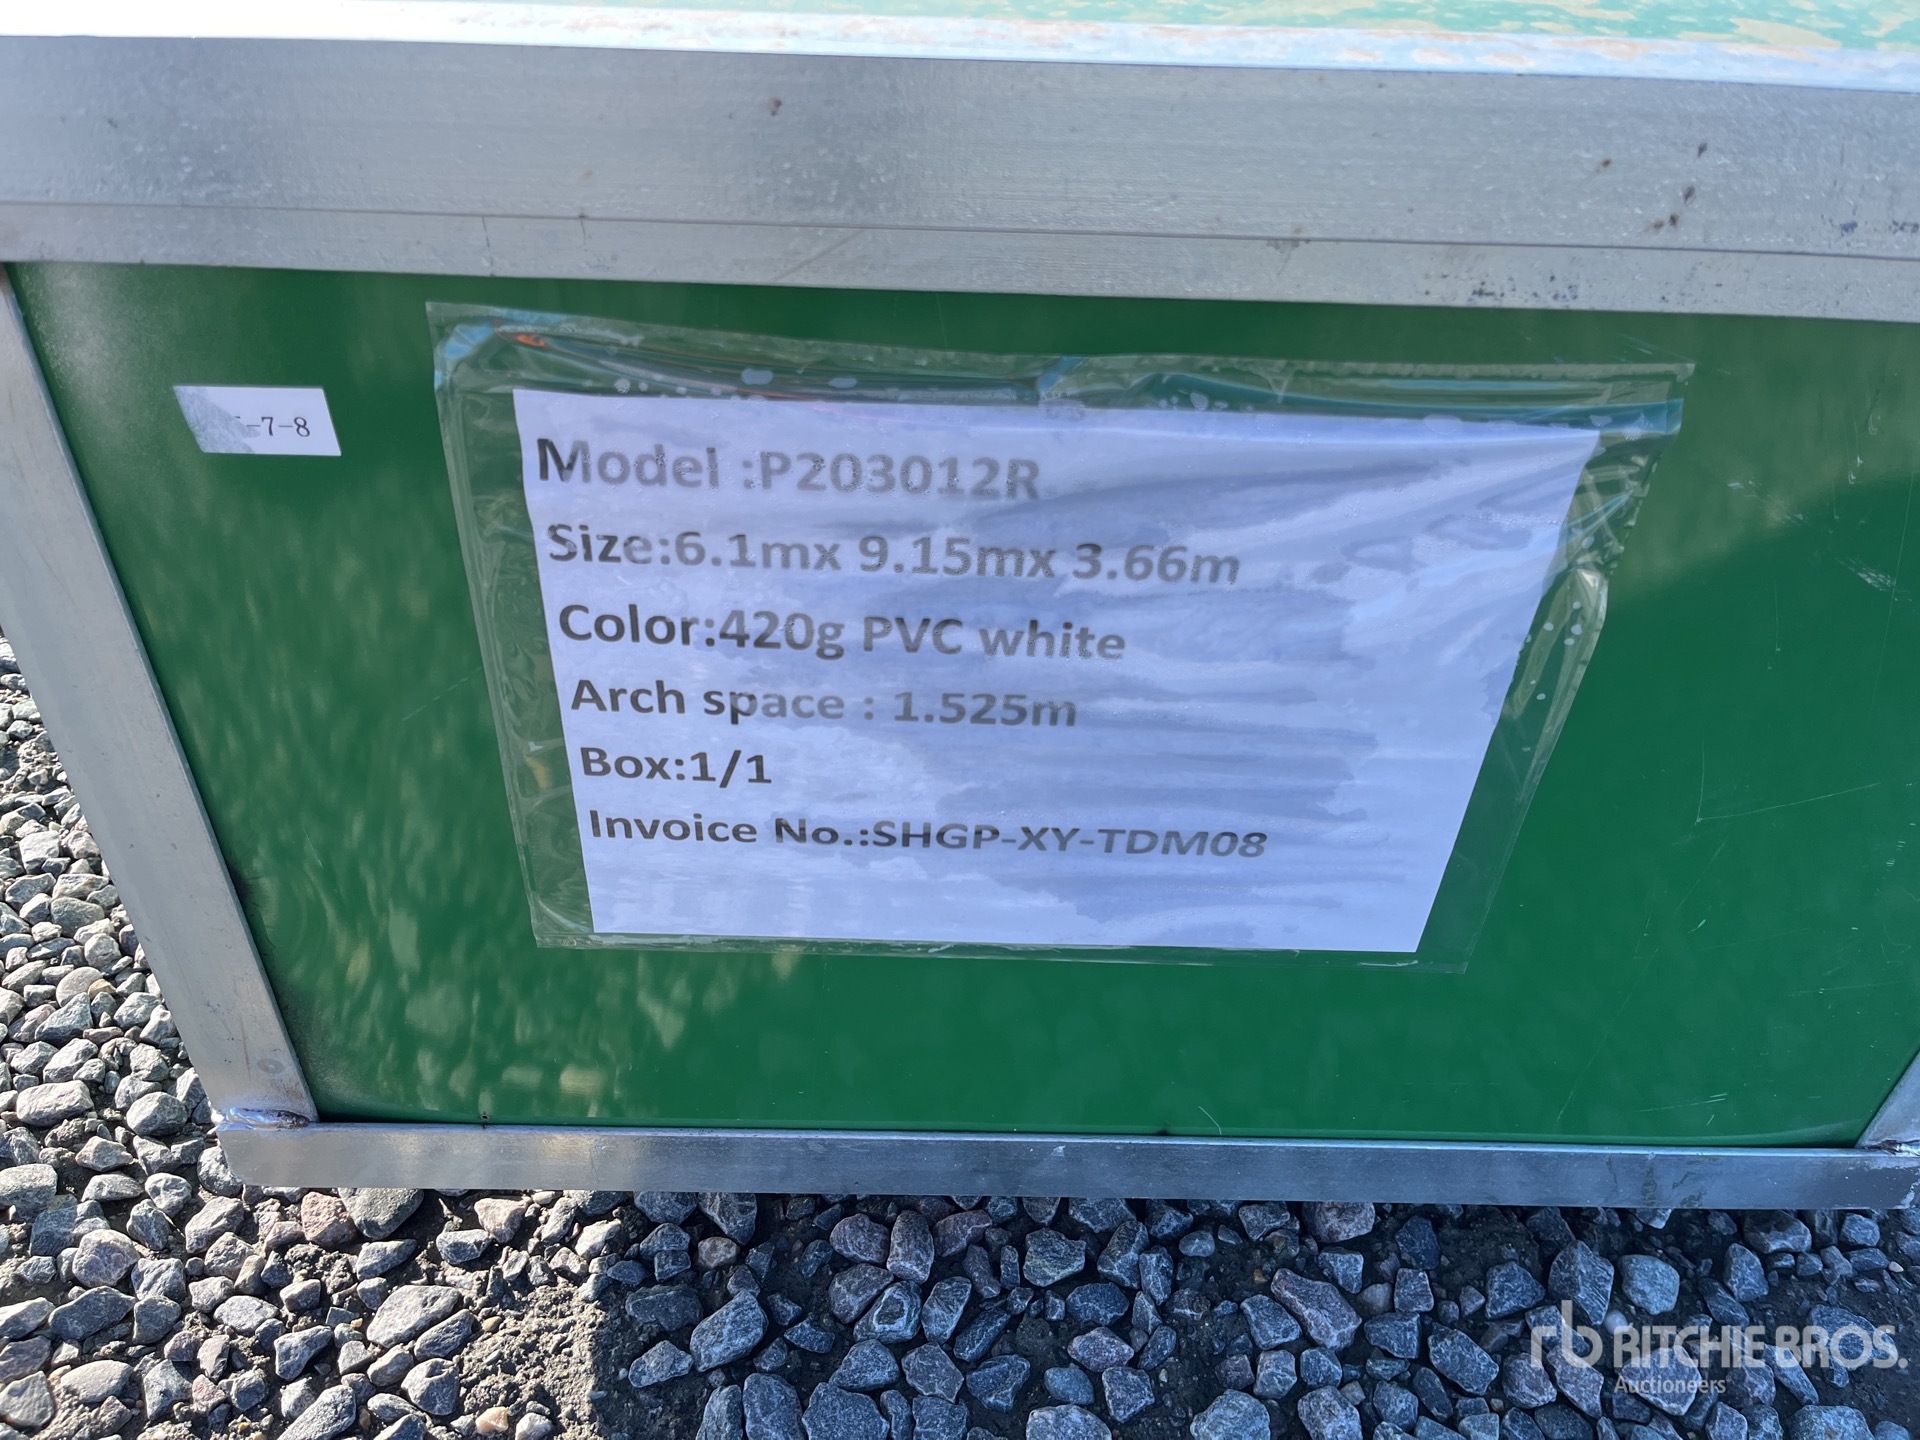 -7-8
Model :P203012R
Size:6.1mx 9.15mx 3.66m
Color:420g PVC white
Arch space : 1.525m
Box:1/1
Invoice No.:SHGP-XY-TDM08
rb RITCHIE BROS.
Auctioneers